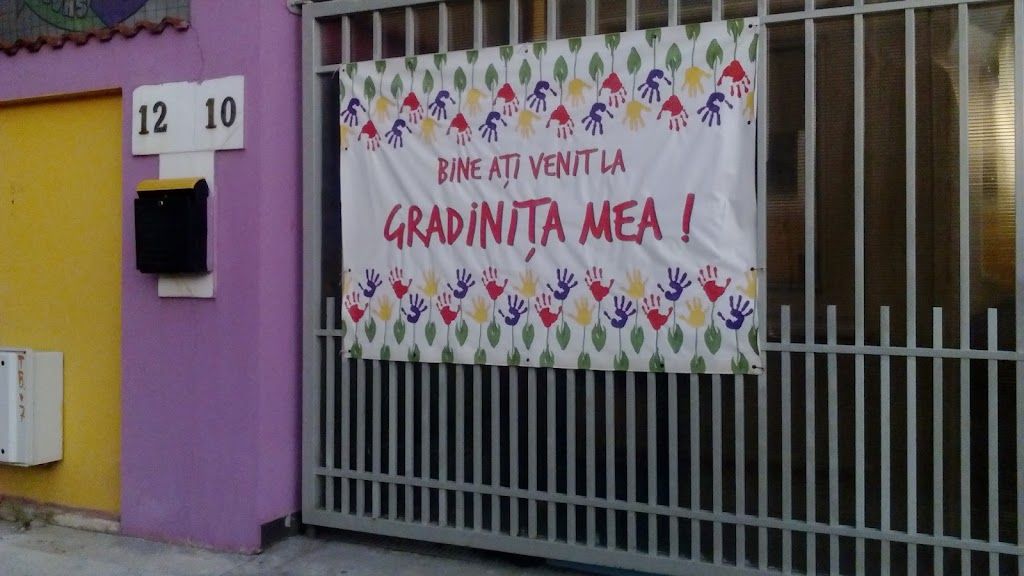 12 10
BINE AȚI VENIT LA
GRADINIȚA MEA !